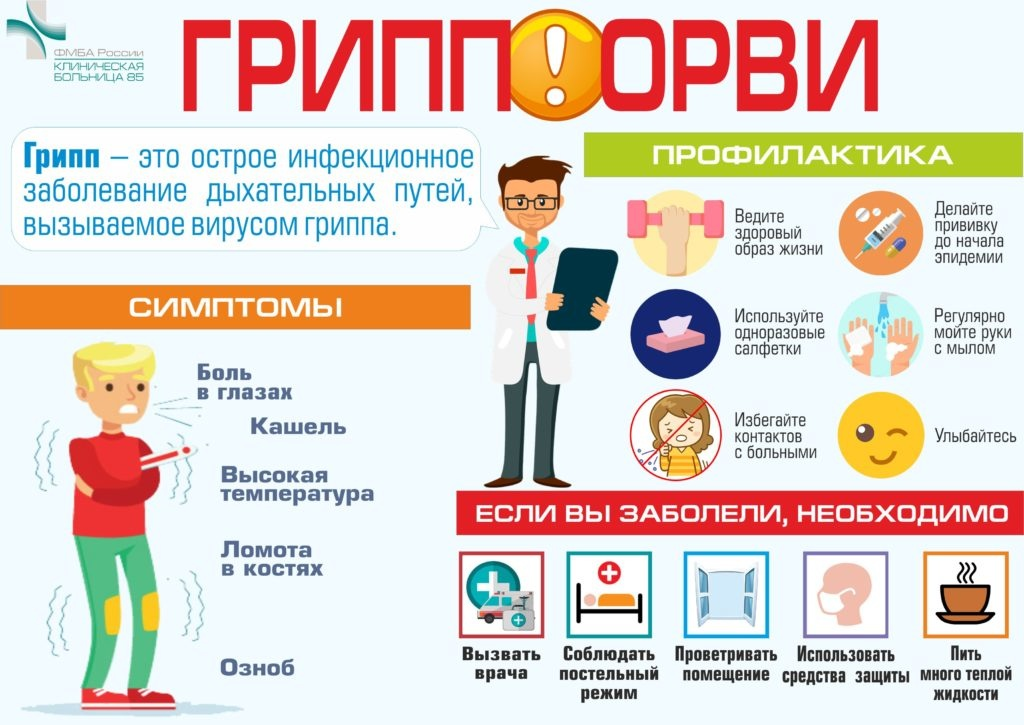 ФМБА России
КЛИНИЧЕСКАЯ
БОЛЬНИЦА 85
ГРИПП ! ОРВИ
Грипп – это острое инфекционное
заболевание дыхательных путей,
вызываемое вирусом гриппа.
СИМПТОМЫ
Боль
в глазах
Кашель
Высокая
температура
Ломота
в костях
Озноб
ПРОФИЛАКТИКА
Ведите
здоровый
образ жизни
Делайте
прививку
до начала
эпидемии
Используйте
одноразовые
салфетки
Регулярно
мойте руки
с мылом
Избегайте
контактов
с больными
Улыбайтесь
ЕСЛИ ВЫ ЗАБОЛЕЛИ, НЕОБХОДИМО
Вызвать
врача
Соблюдать
постельный
режим
Проветривать
помещение
Использовать
средства защиты
Пить
много теплой
жидкости